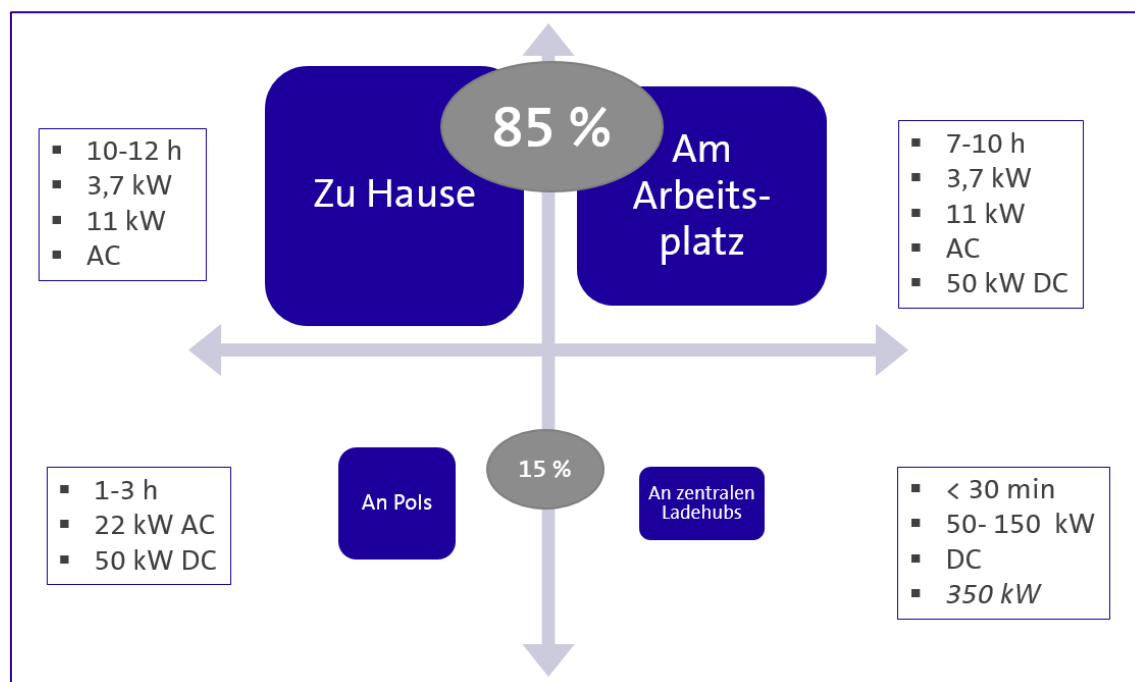 85 %
Zu Hause
Am
Arbeits-
platz
▪ 10-12 h
▪ 3,7 kW
▪ 11 kW
▪ AC
▪ 7-10 h
▪ 3,7 kW
▪ 11 kW
▪ AC
▪ 50 kW DC
15 %
An PoIs
An zentralen
Ladehubs
▪ 1-3 h
▪ 22 kW AC
▪ 50 kW DC
▪ < 30 min
▪ 50- 150 kW
▪ DC
▪ 350 kW